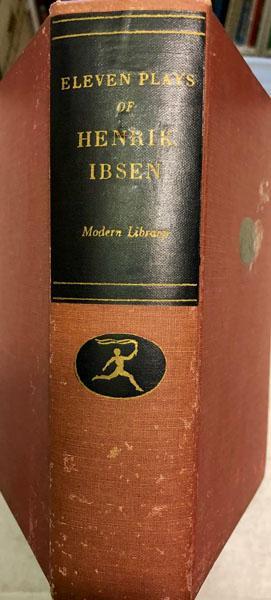 ELEVEN PLAYS
OF
HENRIK
IBSEN
Modern Library